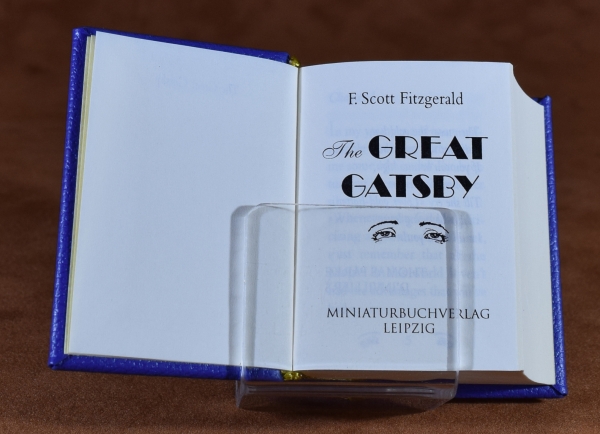 F. Scott Fitzgerald
The GREAT
GATSBY
MINIATURBUCHVERLAG
LEIPZIG